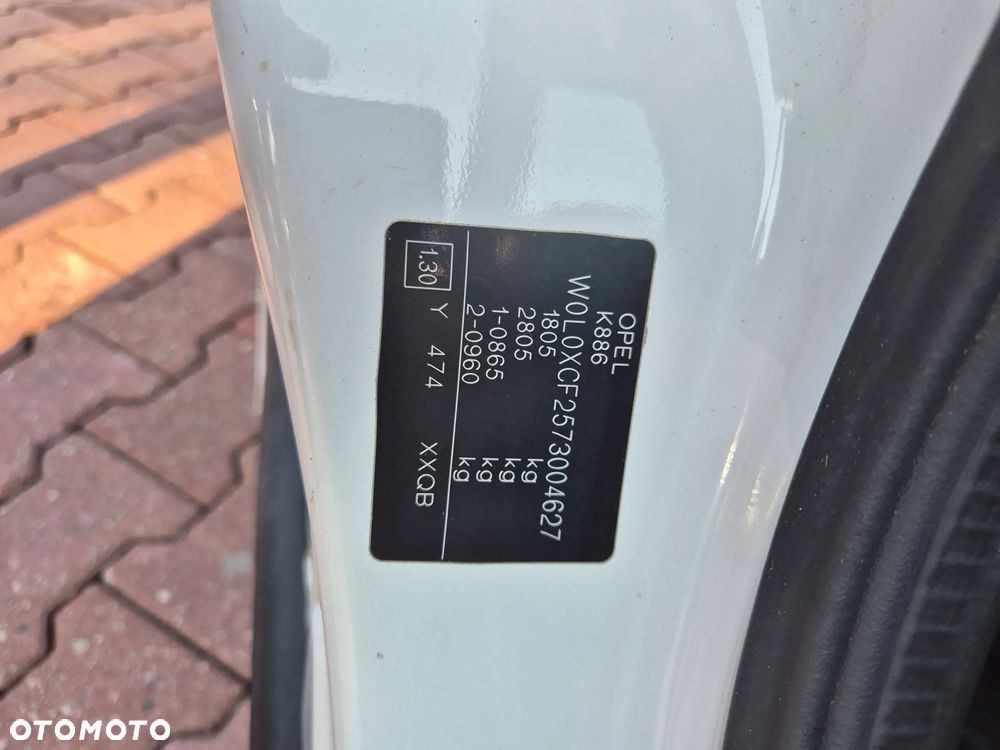 OPEL
K886
W0L0XCF2573004627
1805 kg
2805 kg
1-0865 kg
2-0960 kg
1.30 Y 474 XXQB
OTOMOTO